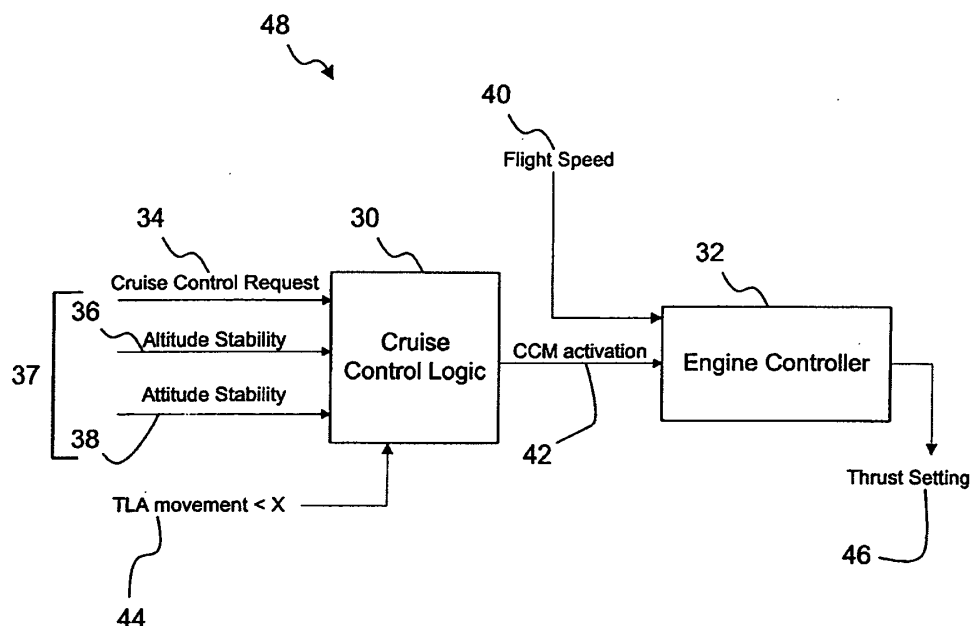 48
40
Flight Speed
34
30
32
Cruise Control Request
36
Altitude Stability
37
Cruise
Control Logic
CCM activation
Engine Controller
Attitude Stability
38
42
TLA movement < X
Thrust Setting
44
46